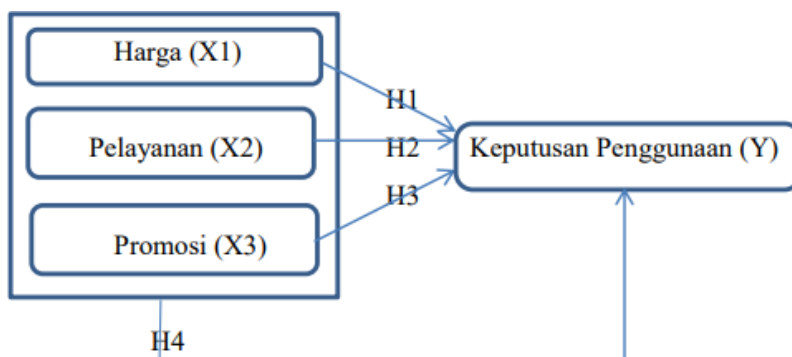 Harga (X1)
H1
Pelayanan (X2)
H2
Keputusan Penggunaan (Y)
H3
Promosi (X3)
H4